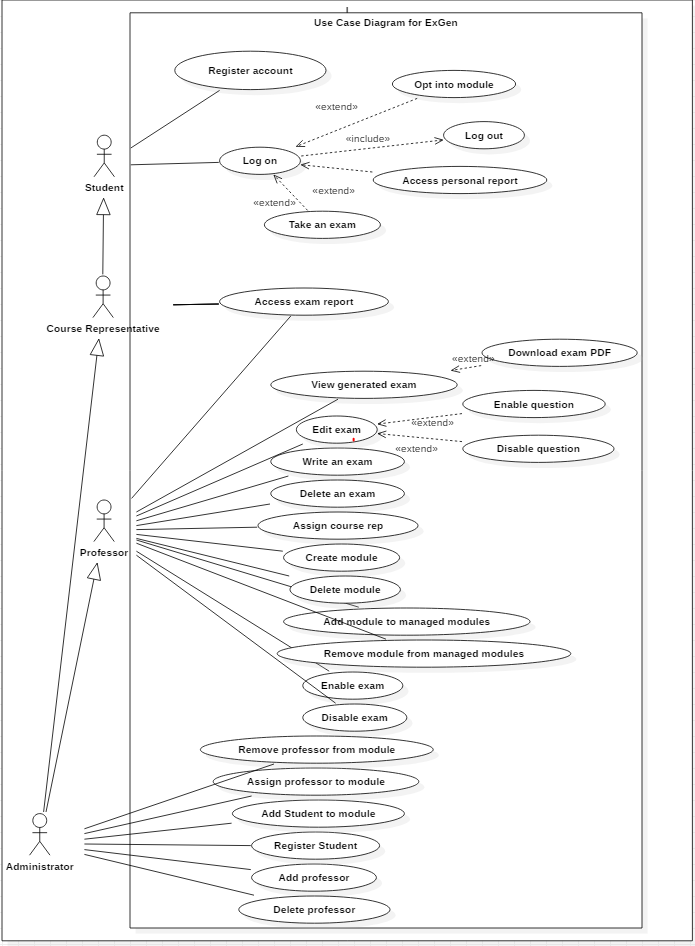 Use Case Diagram for ExGen
Register account
Opt into module
«extend»
Log out
«include»
Log on
Access personal report
Student
«extend»
«extend»
Take an exam
Access exam report
Course Representative
Download exam PDF
«extend»
View generated exam
Enable question
«extend»
Edit exam
Disable question
«extend»
Write an exam
Delete an exam
Assign course rep
Professor
Create module
Delete module
Add module to managed modules
Remove module from managed modules
Enable exam
Disable exam
Remove professor from module
Assign professor to module
Add Student to module
Register Student
Administrator
Add professor
Delete professor